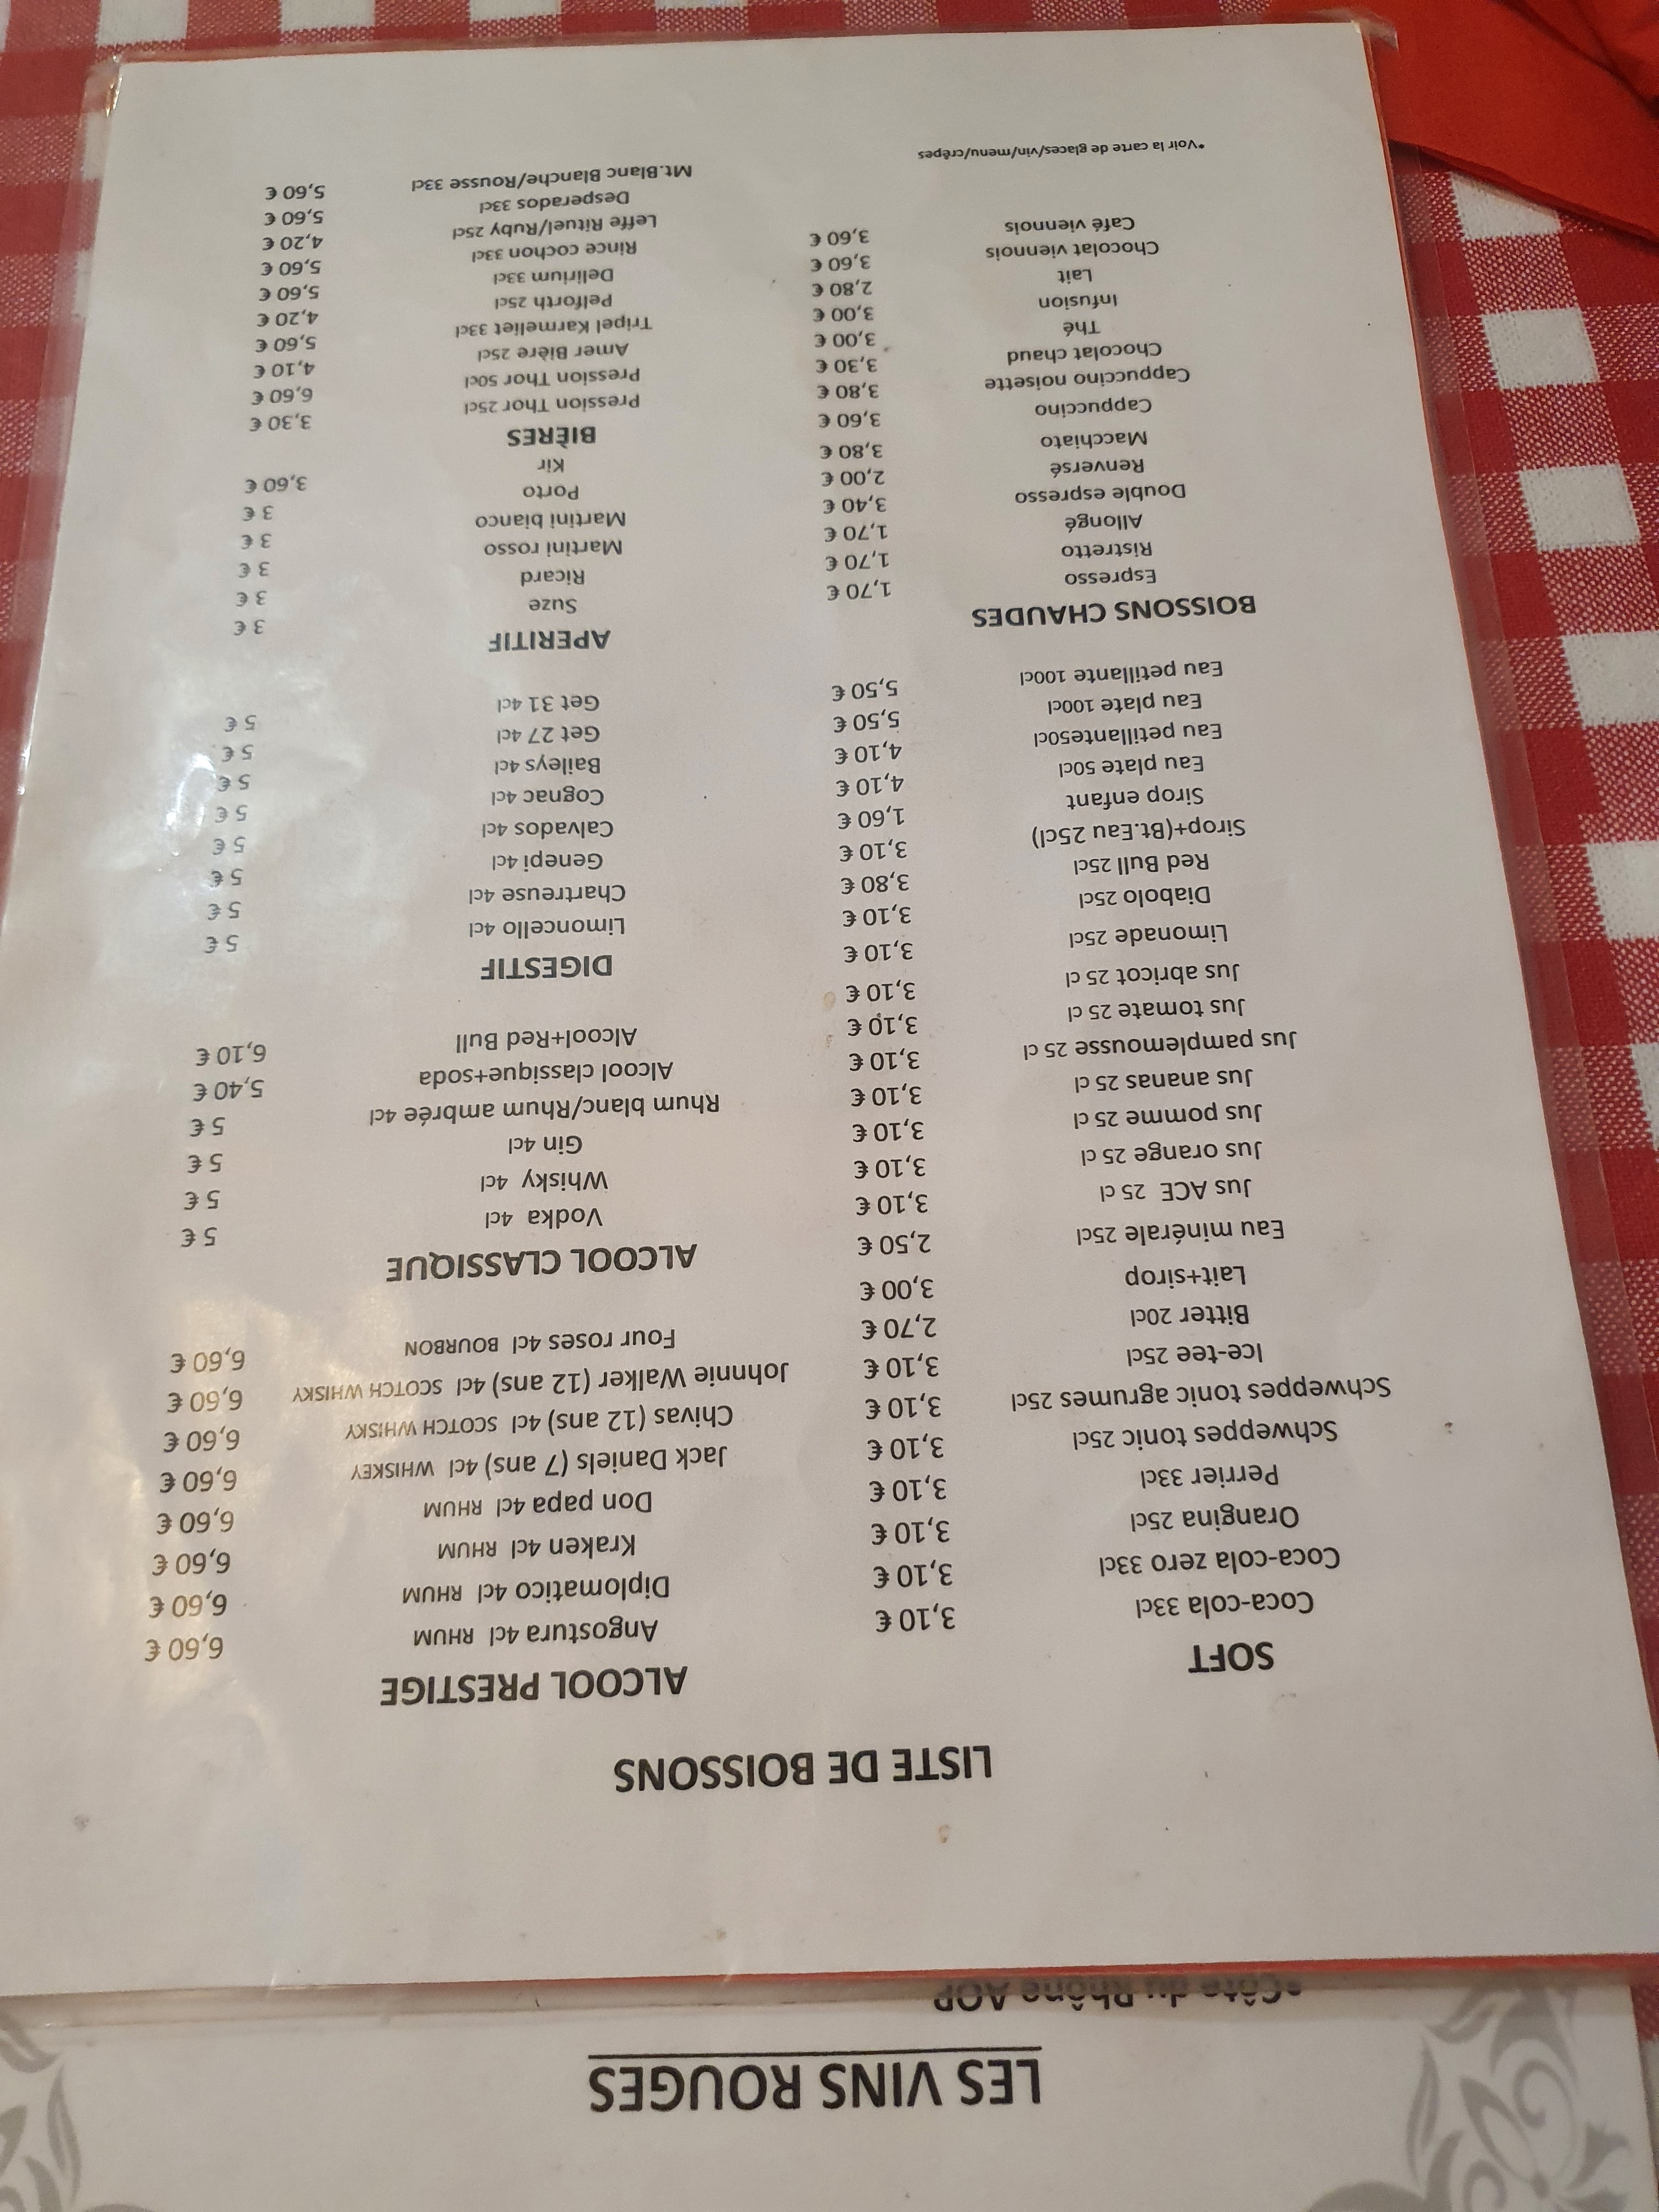 LES VINS ROUGES
*Côte du Rhône AOP
LISTE DE BOISSONS
SOFT
Coca-cola 33cl 3,10 €
Coca-cola zero 33cl 3,10 €
Orangina 25cl 3,10 €
Perrier 33cl 3,10 €
Schweppes tonic 25cl 3,10 €
Schweppes tonic agrumes 25cl 3,10 €
Ice-tee 25cl 3,10 €
Bitter 20cl 2,70 €
Lait+sirop 3,00 €
Eau minérale 25cl 2,50 €
Jus ACE 25 cl 3,10 €
Jus orange 25 cl 3,10 €
Jus pomme 25 cl 3,10 €
Jus ananas 25 cl 3,10 €
Jus pamplemousse 25 cl 3,10 €
Jus tomate 25 cl 3,10 €
Jus abricot 25 cl 3,10 €
Limonade 25cl 3,10 €
Diabolo 25cl 3,10 €
Red Bull 25cl 3,80 €
Sirop+(Bt.Eau 25cl) 3,10 €
Sirop enfant 1,60 €
Eau plate 50cl 4,10 €
Eau petillante50cl 4,10 €
Eau plate 100cl 5,50 €
Eau petillante 100cl 5,50 €
BOISSONS CHAUDES
Espresso 1,70 €
Ristretto 1,70 €
Allongé 1,70 €
Double espresso 3,40 €
Renversé 2,00 €
Macchiato 3,80 €
Cappuccino 3,60 €
Cappuccino noisette 3,80 €
Chocolat chaud 3,30 €
Thé 3,00 €
Infusion 3,00 €
Lait 2,80 €
Chocolat viennois 3,60 €
Café viennois 3,60 €
*Voir la carte de glaces/vin/menu/crêpes
ALCOOL PRESTIGE
Angostura 4cl RHUM 6,60 €
Diplomatico 4cl RHUM 6,60 €
Kraken 4cl RHUM 6,60 €
Don papa 4cl RHUM 6,60 €
Jack Daniels (7 ans) 4cl WHISKEY 6,60 €
Chivas (12 ans) 4cl SCOTCH WHISKY 6,60 €
Johnnie Walker (12 ans) 4cl SCOTCH WHISKY 6,60 €
Four roses 4cl BOURBON 6,60 €
ALCOOL CLASSIQUE
Vodka 4cl 5 €
Whisky 4cl 5 €
Gin 4cl 5 €
Rhum blanc/Rhum ambrée 4cl 5 €
Alcool classique+soda 5,40 €
Alcool+Red Bull 6,10 €
DIGESTIF
Limoncello 4cl 5 €
Chartreuse 4cl 5 €
Genepi 4cl 5 €
Calvados 4cl 5 €
Cognac 4cl 5 €
Baileys 4cl 5 €
Get 27 4cl 5 €
Get 31 4cl 5 €
APERITIF
Suze 3 €
Ricard 3 €
Martini rosso 3 €
Martini bianco 3 €
Porto 3 €
Kir 3,60 €
BIÈRES
Pression Thor 25cl 3,30 €
Pression Thor 50cl 6,60 €
Amer Bière 25cl 4,10 €
Tripel Karmeliet 33cl 5,60 €
Pelforth 25cl 4,20 €
Delirium 33cl 5,60 €
Rince cochon 33cl 5,60 €
Leffe Rituel/Ruby 25cl 4,20 €
Desperados 33cl 5,60 €
Mt.Blanc Blanche/Rousse 33cl 5,60 €